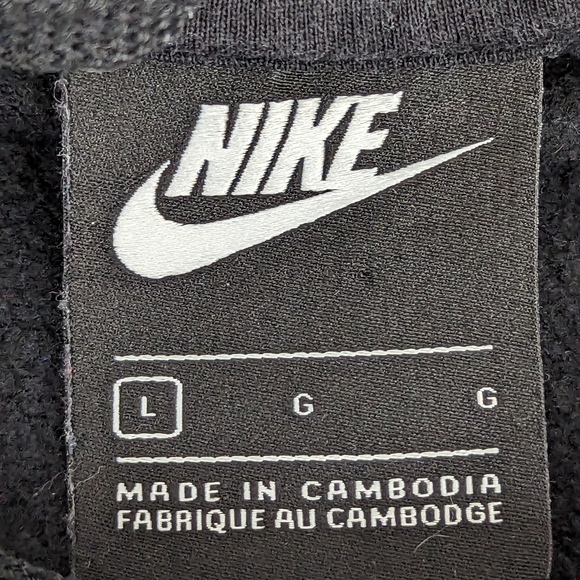 NIKE
L G G
MADE IN CAMBODIA
FABRIQUE AU CAMBODGE